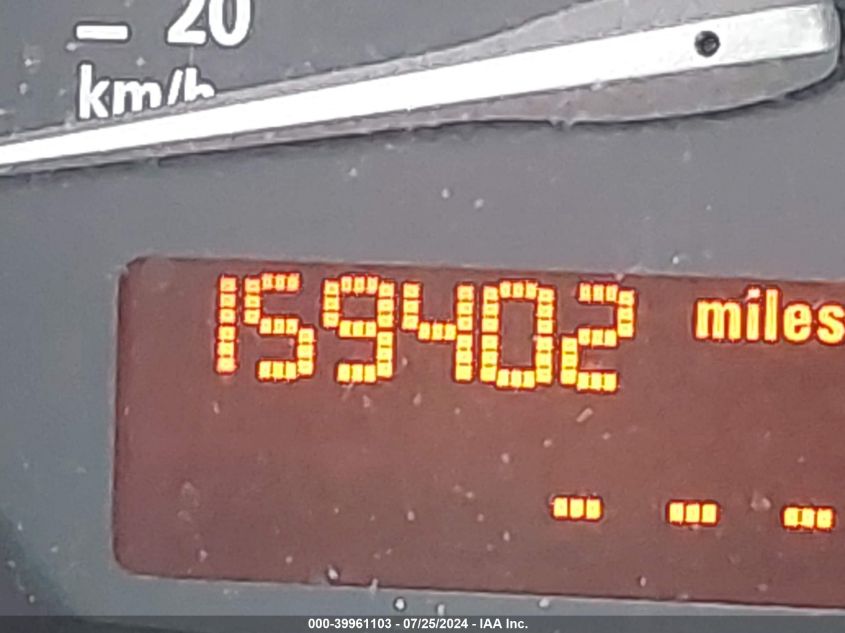 20
km/h
159402 miles
---
000-39961103 - 07/25/2024 - IAA Inc.